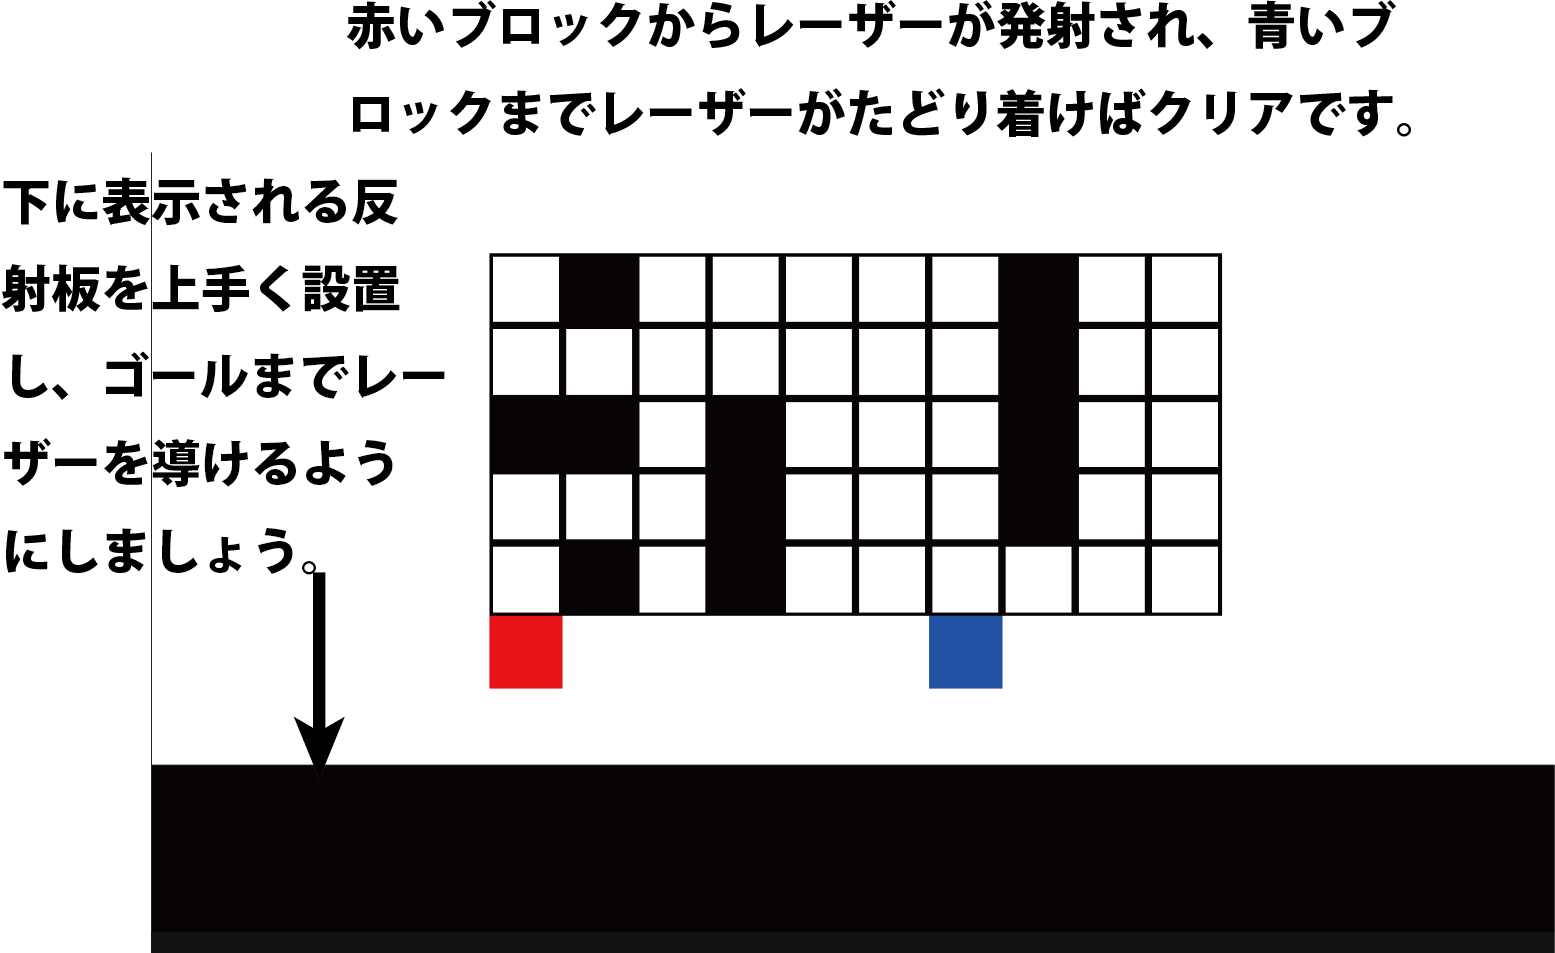 赤いブロックからレーザーが発射され、青いブ
ロックまでレーザーがたどり着けばクリアです。
下に表示される反
射板を上手く設置
し、ゴールまでレー
ザーを導けるよう
にしましょう。